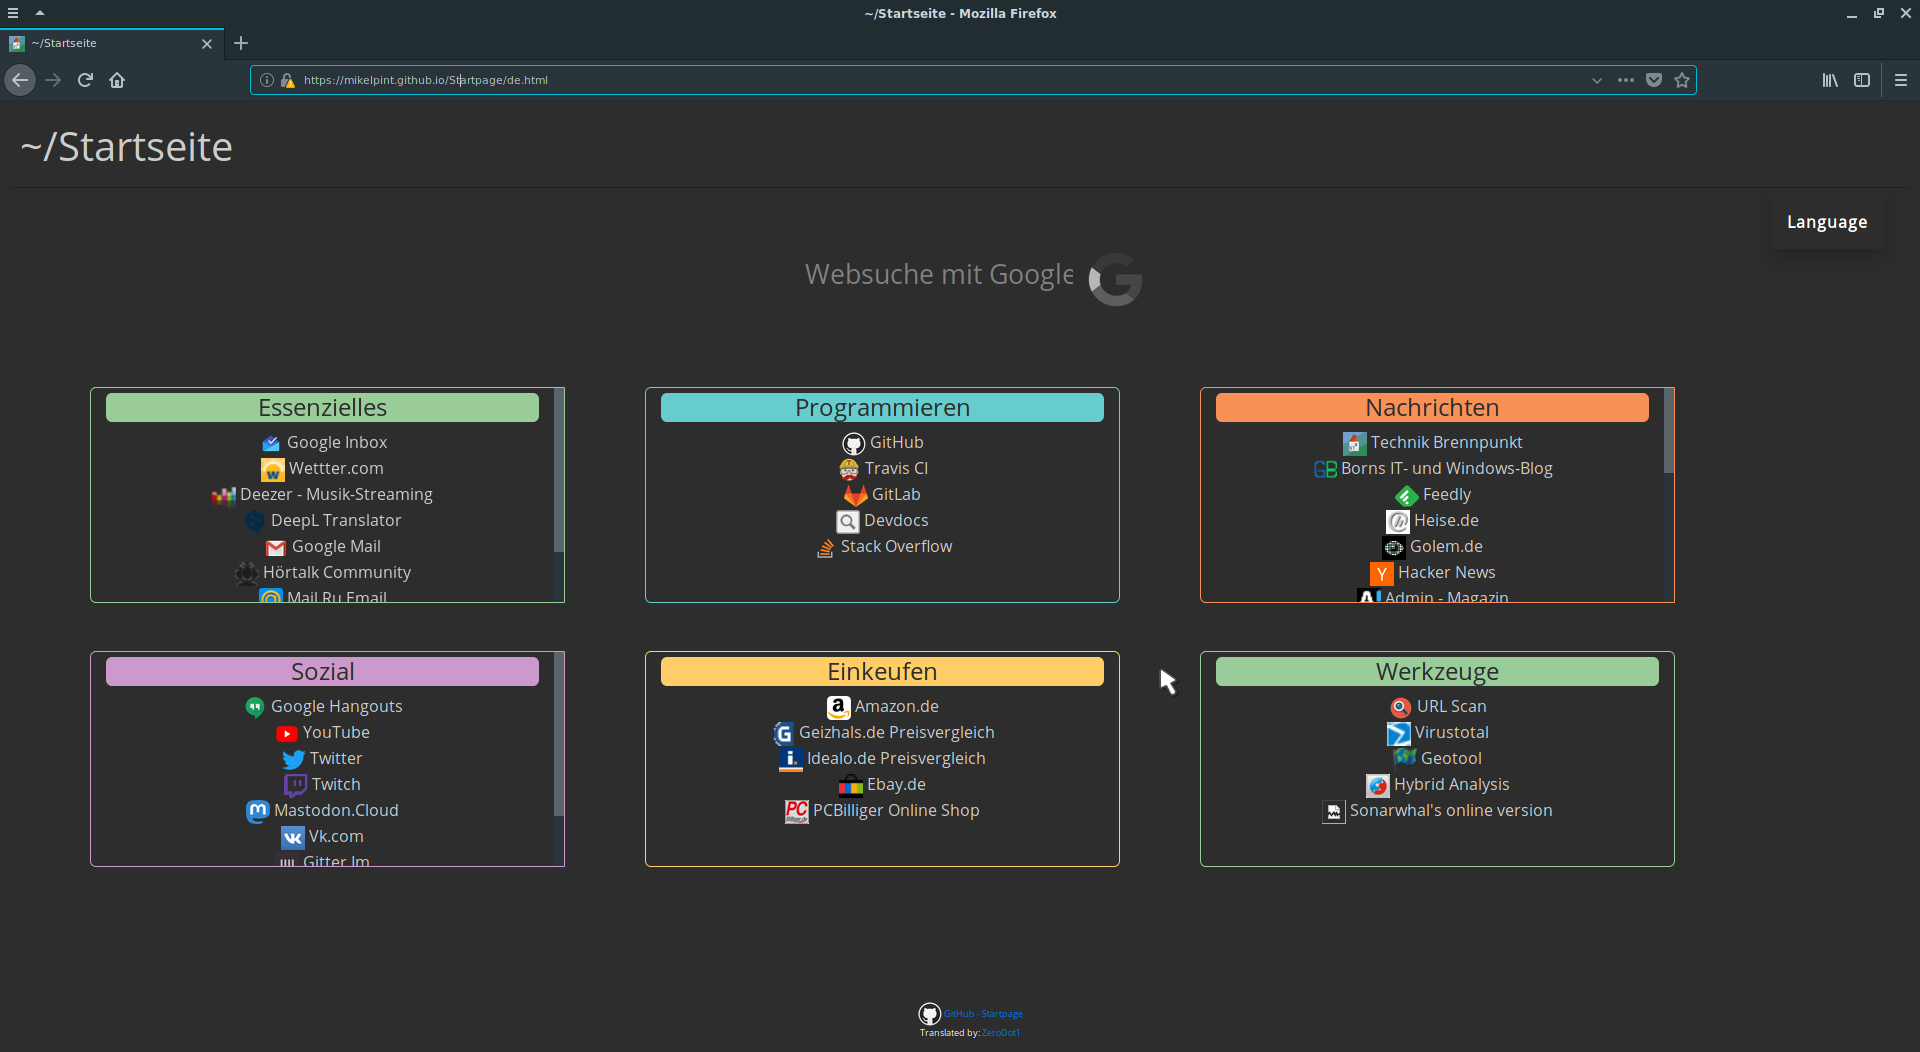 ~/Startseite - Mozilla Firefox
~/Startseite
https://mikelpint.github.io/Startpage/de.html
~/Startseite
Language
Websuche mit Google
Essenzielles
Google Inbox
Wettter.com
Deezer - Musik-Streaming
DeepL Translator
Google Mail
Hörtalk Community
Mail Ru Email
Programmieren
GitHub
Travis CI
GitLab
Devdocs
Stack Overflow
Nachrichten
Technik Brennpunkt
Borns IT- und Windows-Blog
Feedly
Heise.de
Golem.de
Hacker News
Admin - Magazin
Sozial
Google Hangouts
YouTube
Twitter
Twitch
Mastodon.Cloud
Vk.com
Gitter Im
Einkeufen
Amazon.de
Geizhals.de Preisvergleich
Idealo.de Preisvergleich
Ebay.de
PCBilliger Online Shop
Werkzeuge
URL Scan
Virustotal
Geotool
Hybrid Analysis
Sonarwhal's online version
GitHub - Startpage
Translated by: ZeroDot1